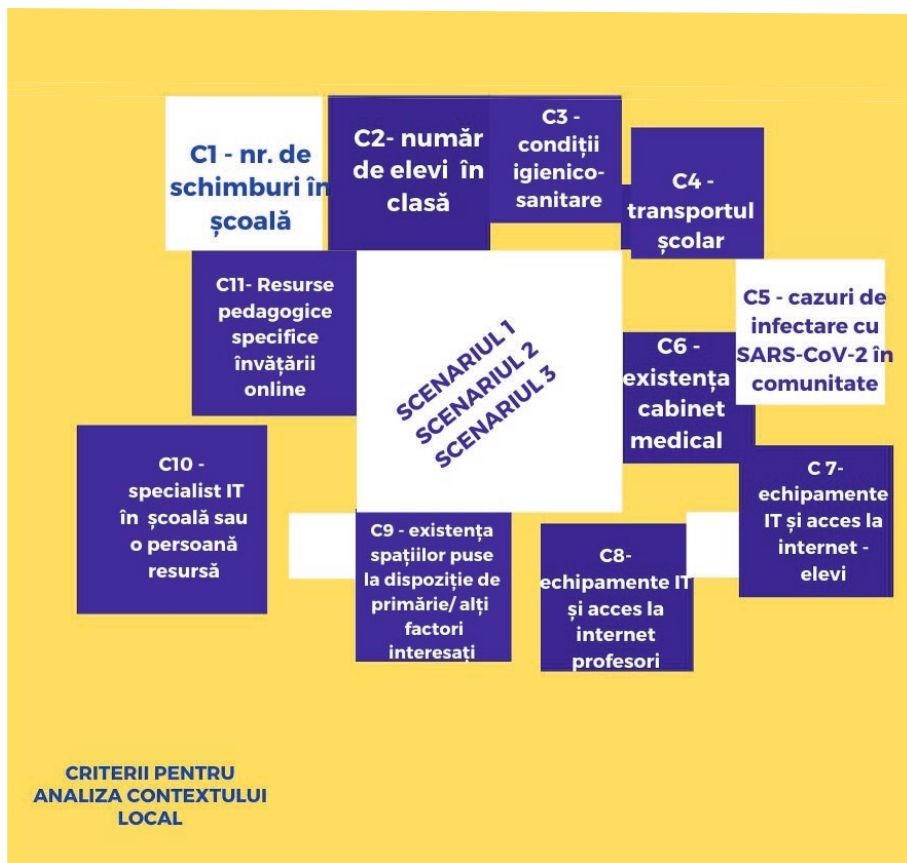 C1 - nr. de
schimburi în
școală
C2- număr
de elevi în
clasă
C3 -
condiții
igienico-
sanitare
C4 -
transportul
școlar
C5 - cazuri de
infectare cu
SARS-CoV-2 în
comunitate
C6 -
existența
cabinet
medical
C 7-
echipamente
IT și acces la
internet -
elevi
C8-
echipamente IT
și acces la
internet
profesori
C9 - existența
spațiilor puse
la dispoziție de
primărie/ alți
factori
interesați
C10 -
specialist IT
în școală sau
o persoană
resursă
C11- Resurse
pedagogice
specifice
învățării
online
SCENARIUL 1
SCENARIUL 2
SCENARIUL 3
CRITERII PENTRU
ANALIZA CONTEXTULUI
LOCAL